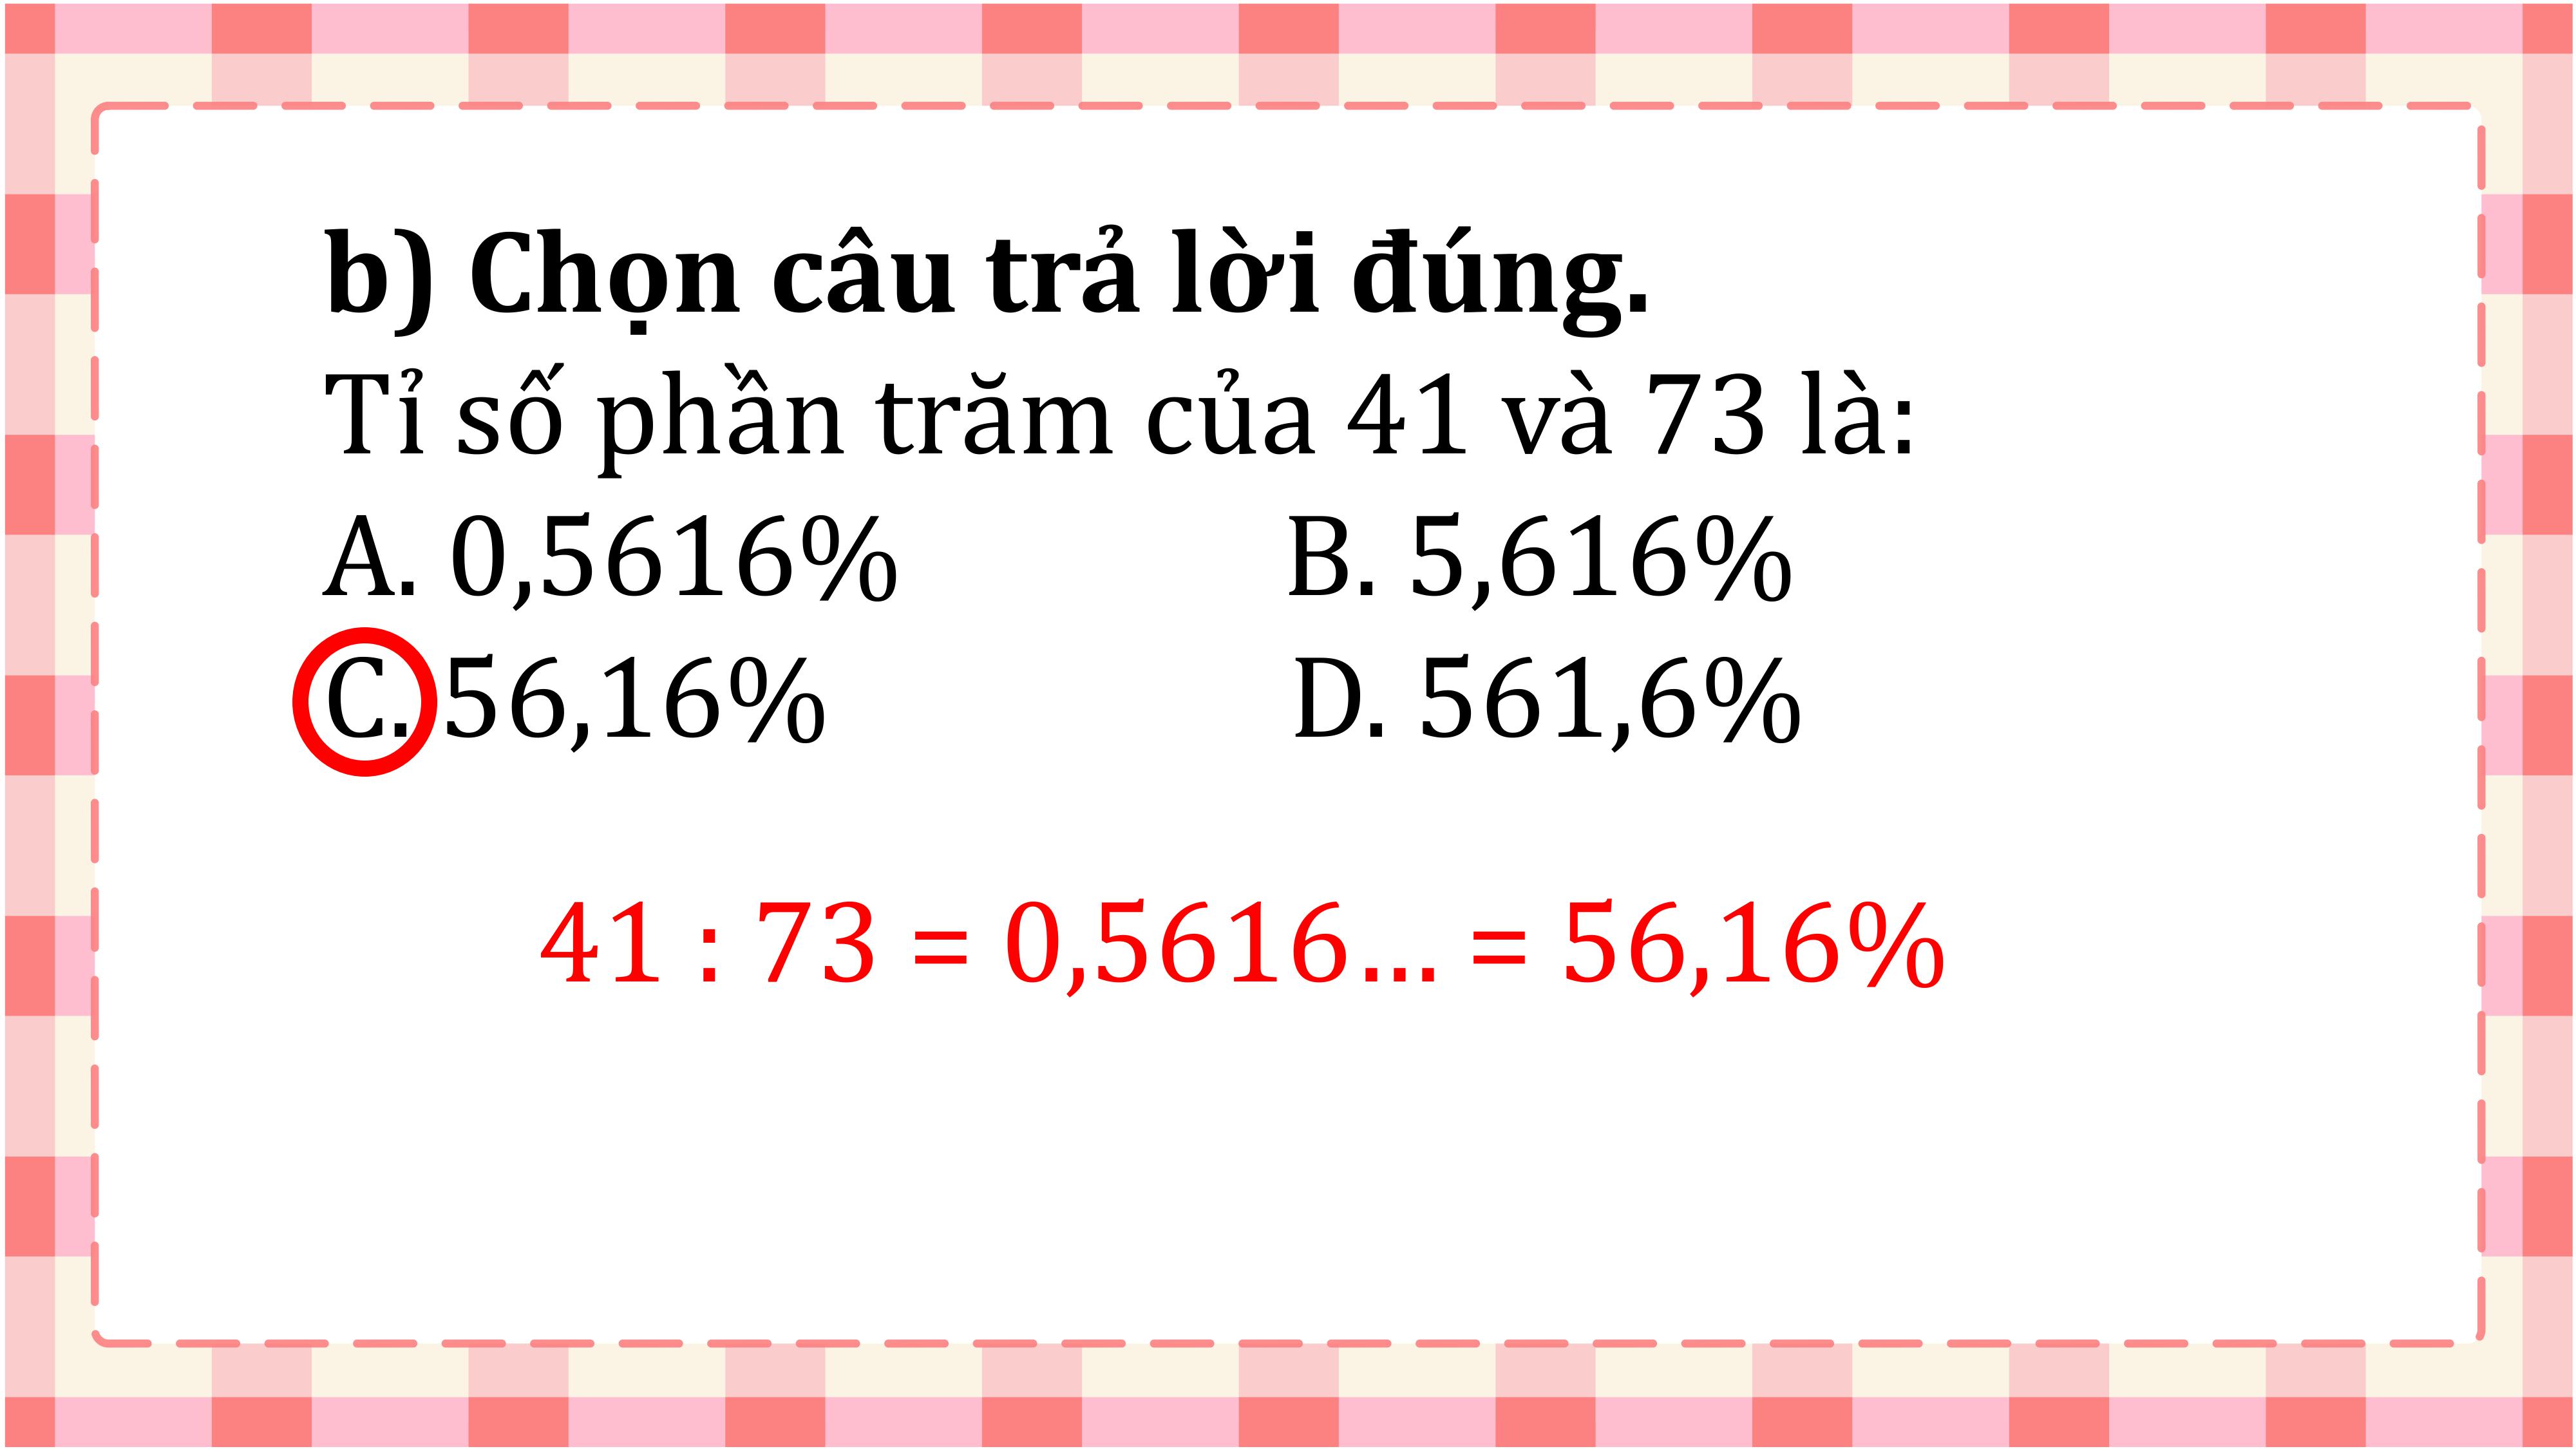 b) Chọn câu trả lời đúng.
Tỉ số phần trăm của 41 và 73 là:
A. 0,5616% B. 5,616%
C. 56,16% D. 561,6%
41 : 73 = 0,5616... = 56,16%